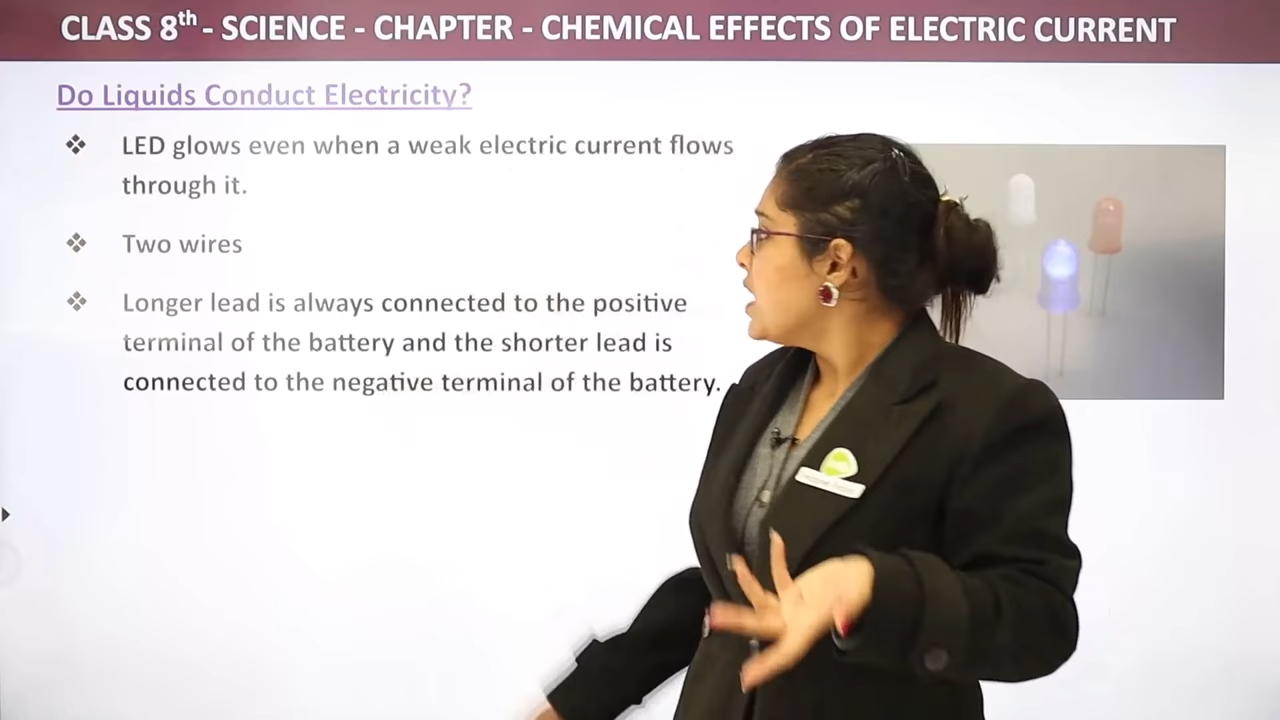 CLASS 8th - SCIENCE - CHAPTER - CHEMICAL EFFECTS OF ELECTRIC CURRENT
Do Liquids Conduct Electricity?
❖ LED glows even when a weak electric current flows
through it.
❖ Two wires
❖ Longer lead is always connected to the positive
terminal of the battery and the shorter lead is
connected to the negative terminal of the battery.